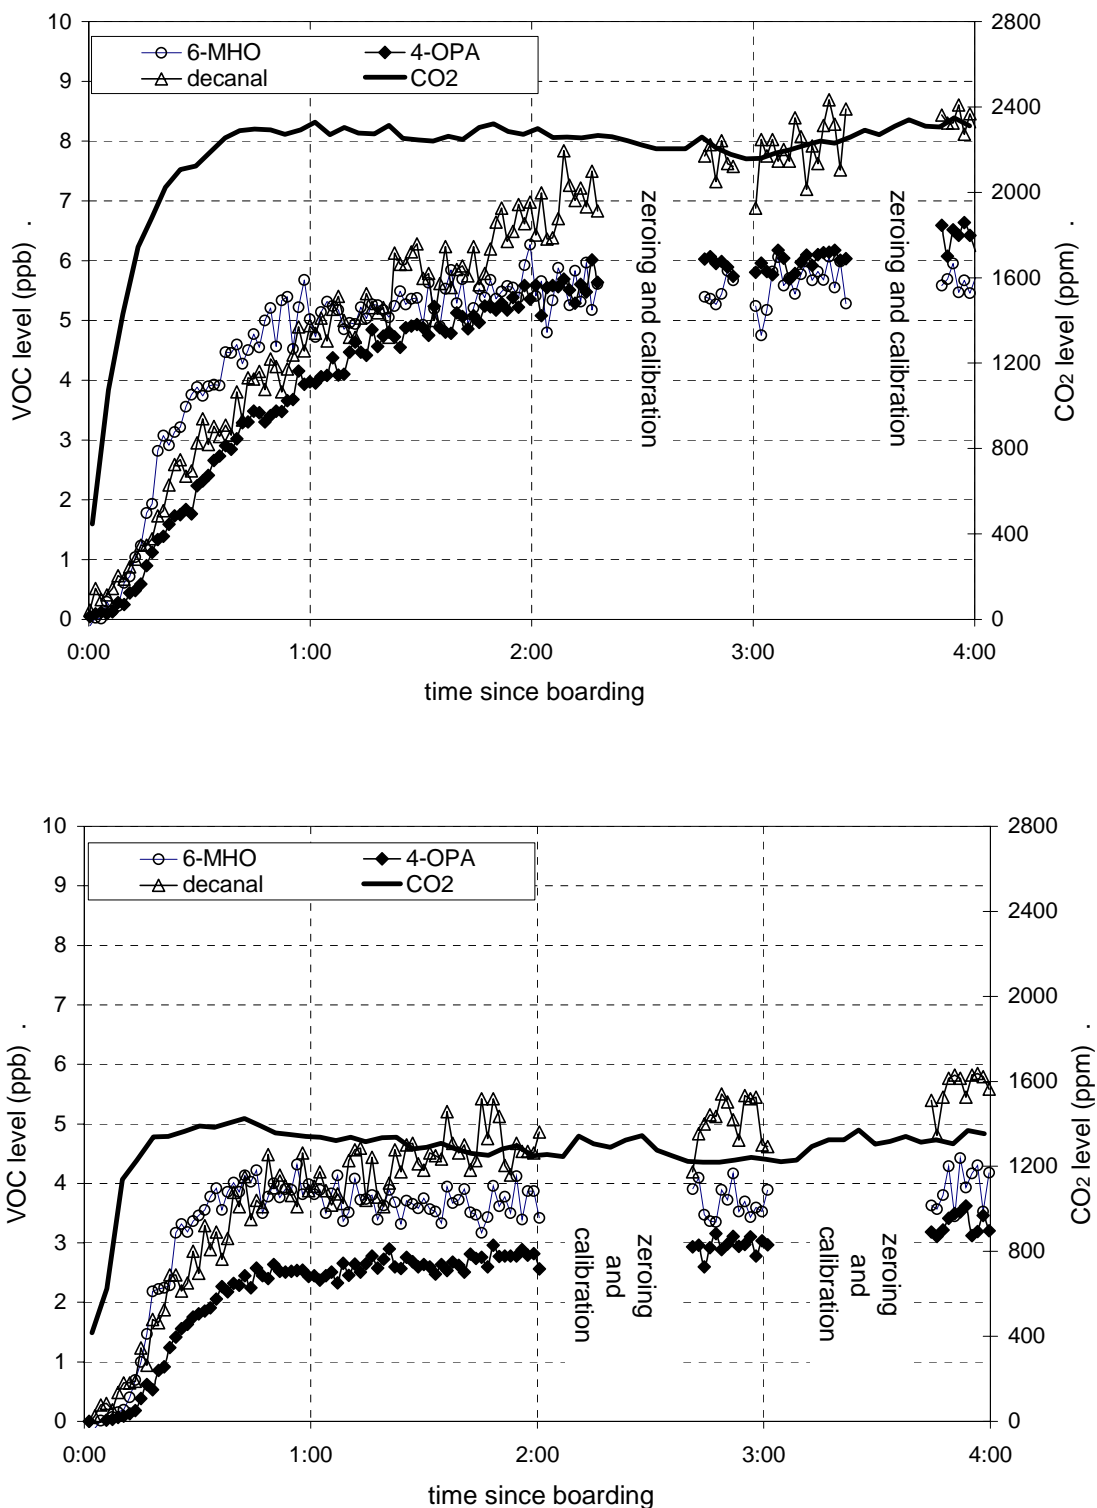 10
9
8
7
6
5
4
3
2
1
0
VOC level (ppb) .
6-MHO
4-OPA
decanal
CO2
zeroing and calibration
zeroing and calibration
2800
2400
2000
1600
1200
800
400
0
CO2 level (ppm) .
0:00 1:00 2:00 3:00 4:00
time since boarding
10
9
8
7
6
5
4
3
2
1
0
VOC level (ppb) .
6-MHO
4-OPA
decanal
CO2
zeroing
and
calibration
zeroing
and
calibration
2800
2400
2000
1600
1200
800
400
0
CO2 level (ppm) .
0:00 1:00 2:00 3:00 4:00
time since boarding